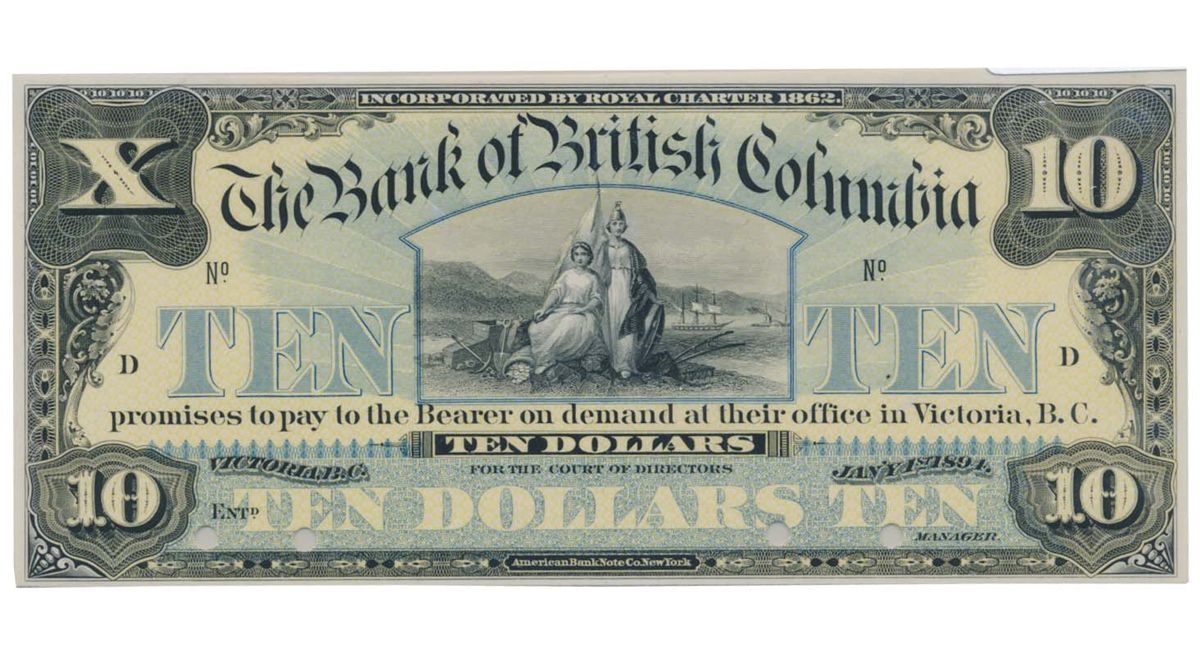 INCORPORATED BY ROYAL CHARTER 1862.
X
10
The Bank of British Columbia
Nº
Nº
TEN
TEN
D
D
promises to pay to the Bearer on demand at their office in Victoria, B. C.
TEN DOLLARS
VICTORIA, B.C.
FOR THE COURT OF DIRECTORS
JANY 1ST 1894.
10
10
ENTD
TEN DOLLARS TEN
MANAGER.
American Bank Note Co. New York